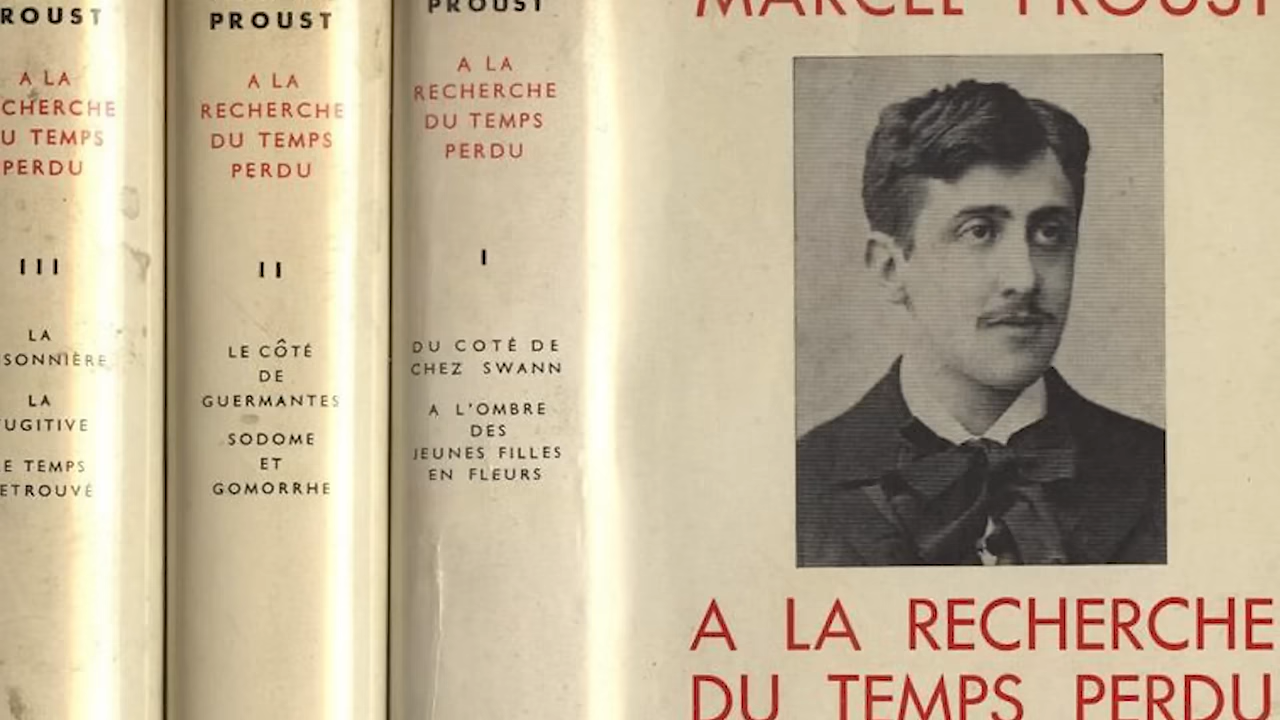 PROUST
A LA
CHERCHE
U TEMPS
PERDU
III
LA
SONNIÈRE
LA
UGITIVE
E TEMPS
ETROUVÉ
PROUST
A LA
RECHERCHE
DU TEMPS
PERDU
II
LE CÔTÉ
DE
GUERMANTES
SODOME
ET
GOMORRHE
PROUST
A LA
RECHERCHE
DU TEMPS
PERDU
I
DU COTÉ DE
CHEZ SWANN
A L'OMBRE
DES
JEUNES FILLES
EN FLEURS
MARCEL PROUST
A LA RECHERCHE
DU TEMPS PERDU